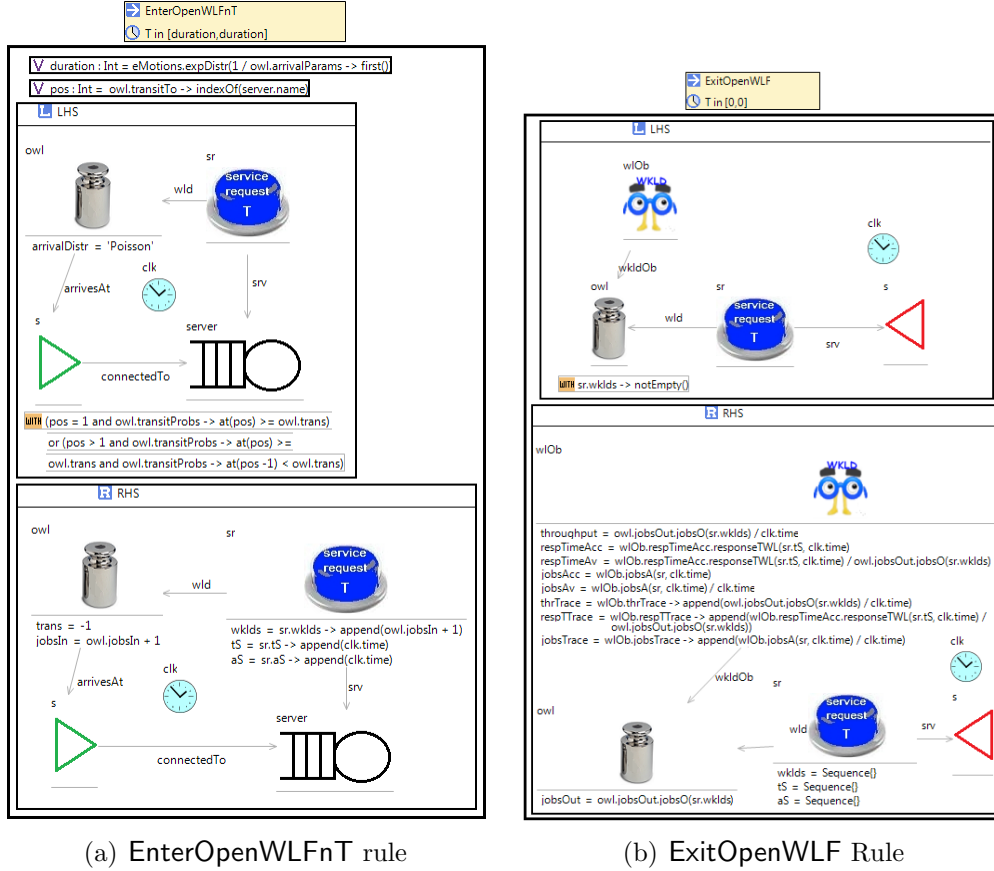 EnterOpenWLFnT
T in [duration,duration]
duration : Int = eMotions.expDistr(1 / owl.arrivalParams -> first()
pos : Int = owl.transitTo -> indexOf(server.name)
L LHS
owl
sr
service
request
T
wld
arrivalDistr = 'Poisson'
clk
arrivesAt
srv
s
server
connectedTo
WITH (pos = 1 and owl.transitProbs -> at(pos) >= owl.trans)
or (pos > 1 and owl.transitProbs -> at(pos) >=
owl.trans and owl.transitProbs -> at(pos -1) < owl.trans)
R RHS
owl
sr
service
request
T
wld
trans = -1
jobsIn = owl.jobsIn + 1
wklds = sr.wklds -> append(owl.jobsIn + 1)
tS = sr.tS -> append(clk.time)
aS = sr.aS -> append(clk.time)
clk
arrivesAt
srv
s
server
connectedTo
(a) EnterOpenWLFnT rule
ExitOpenWLF
T in [0,0]
L LHS
wlOb
WKLD
clk
wkldOb
owl
sr
s
service
request
T
wld
srv
WITH sr.wklds -> notEmpty()
R RHS
wlOb
WKLD
throughput = owl.jobsOut.jobsO(sr.wklds) / clk.time
respTimeAcc = wlOb.respTimeAcc.responseTWL(sr.tS, clk.time)
respTimeAv = wlOb.respTimeAcc.responseTWL(sr.tS, clk.time) / owl.jobsOut.jobsO(sr.wklds)
jobsAcc = wlOb.jobsA(sr, clk.time)
jobsAv = wlOb.jobsA(sr, clk.time) / clk.time
thrTrace = wlOb.thrTrace -> append(owl.jobsOut.jobsO(sr.wklds) / clk.time)
respTTrace = wlOb.respTTrace -> append(wlOb.respTimeAcc.responseTWL(sr.tS, clk.time) /
owl.jobsOut.jobsO(sr.wklds))
jobsTrace = wlOb.jobsTrace -> append(wlOb.jobsA(sr, clk.time) / clk.time)
clk
wkldOb
sr
s
owl
service
request
T
wld
srv
jobsOut = owl.jobsOut.jobsO(sr.wklds)
wklds = Sequence{}
tS = Sequence{}
aS = Sequence{}
(b) ExitOpenWLF Rule